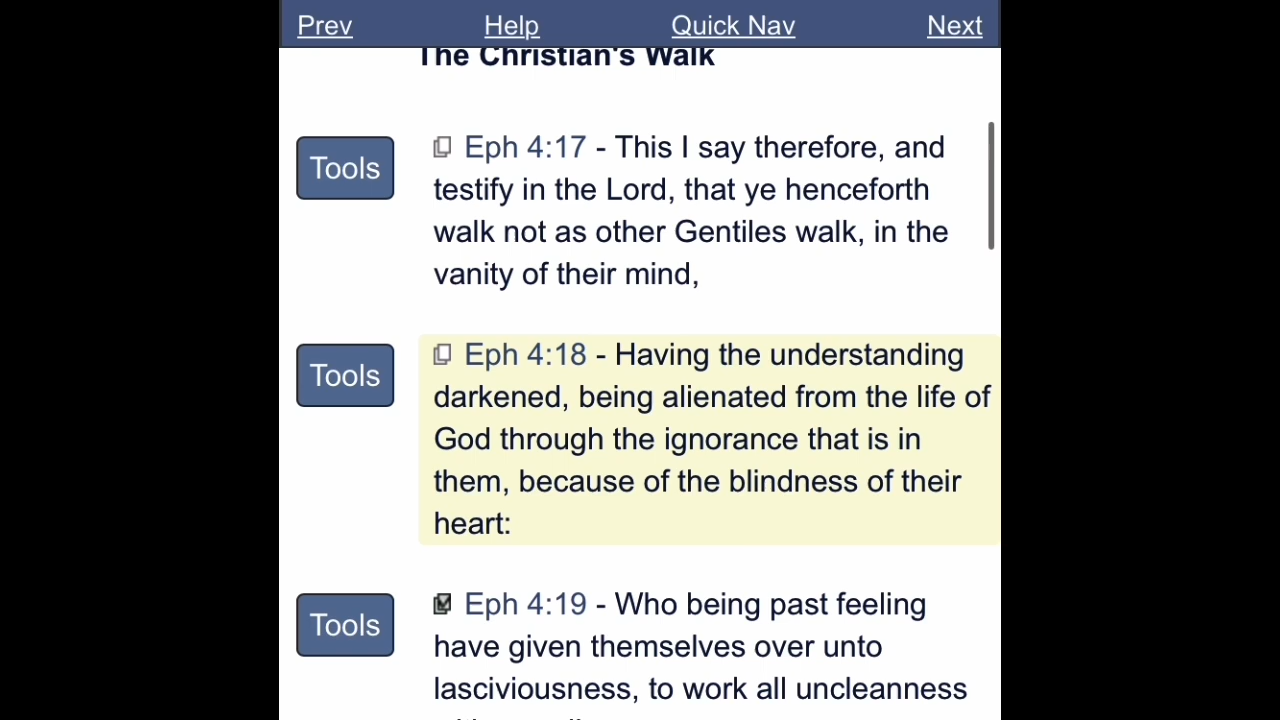 Prev Help Quick Nav Next
The Christian's Walk
Tools
Eph 4:17 - This I say therefore, and
testify in the Lord, that ye henceforth
walk not as other Gentiles walk, in the
vanity of their mind,
Tools
Eph 4:18 - Having the understanding
darkened, being alienated from the life of
God through the ignorance that is in
them, because of the blindness of their
heart:
Tools
Eph 4:19 - Who being past feeling
have given themselves over unto
lasciviousness, to work all uncleanness